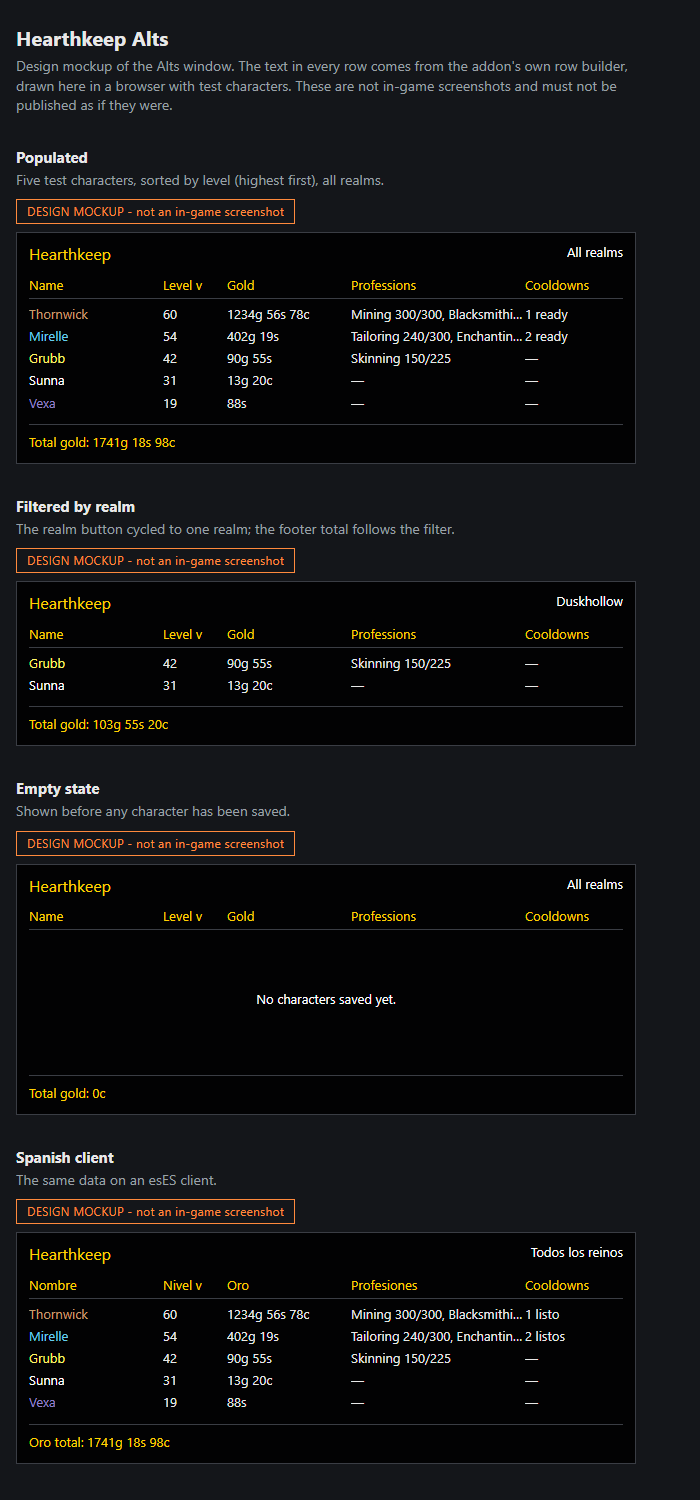 Hearthkeep Alts
Design mockup of the Alts window. The text in every row comes from the addon's own row builder,
drawn here in a browser with test characters. These are not in-game screenshots and must not be
published as if they were.
Populated
Five test characters, sorted by level (highest first), all realms.
DESIGN MOCKUP - not an in-game screenshot
Hearthkeep All realms
Name Level v Gold Professions Cooldowns
Thornwick 60 1234g 56s 78c Mining 300/300, Blacksmithi... 1 ready
Mirelle 54 402g 19s Tailoring 240/300, Enchantin... 2 ready
Grubb 42 90g 55s Skinning 150/225 —
Sunna 31 13g 20c — —
Vexa 19 88s — —
Total gold: 1741g 18s 98c
Filtered by realm
The realm button cycled to one realm; the footer total follows the filter.
DESIGN MOCKUP - not an in-game screenshot
Hearthkeep Duskhollow
Name Level v Gold Professions Cooldowns
Grubb 42 90g 55s Skinning 150/225 —
Sunna 31 13g 20c — —
Total gold: 103g 55s 20c
Empty state
Shown before any character has been saved.
DESIGN MOCKUP - not an in-game screenshot
Hearthkeep All realms
Name Level v Gold Professions Cooldowns
No characters saved yet.
Total gold: 0c
Spanish client
The same data on an esES client.
DESIGN MOCKUP - not an in-game screenshot
Hearthkeep Todos los reinos
Nombre Nivel v Oro Profesiones Cooldowns
Thornwick 60 1234g 56s 78c Mining 300/300, Blacksmithi... 1 listo
Mirelle 54 402g 19s Tailoring 240/300, Enchantin... 2 listos
Grubb 42 90g 55s Skinning 150/225 —
Sunna 31 13g 20c — —
Vexa 19 88s — —
Oro total: 1741g 18s 98c